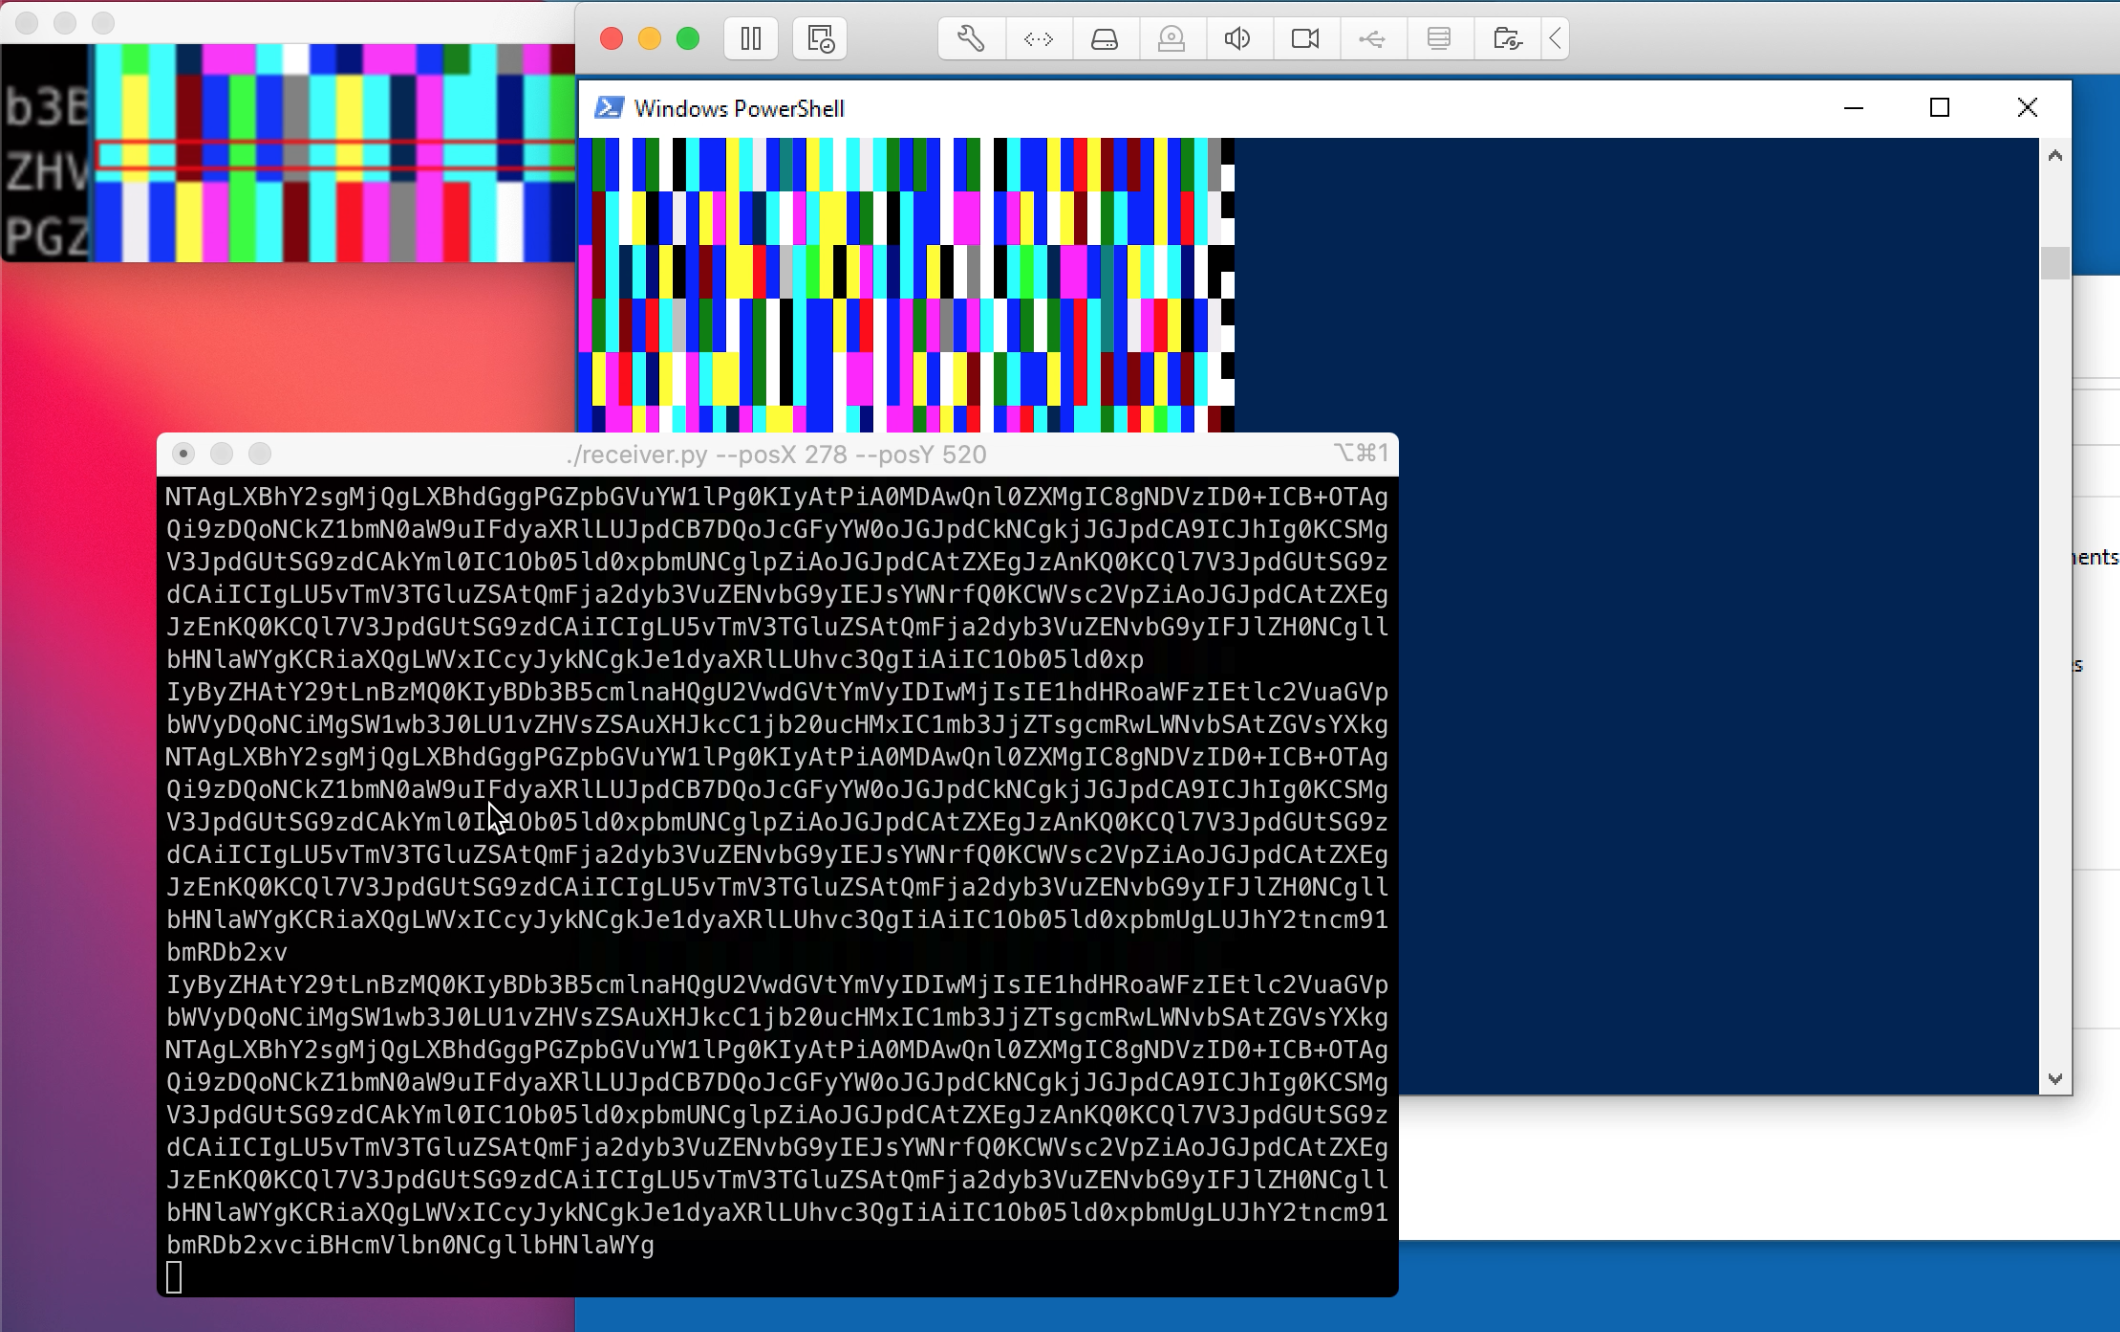 b3B
ZHV
PGZ
Windows PowerShell
./receiver.py --posX 278 --posY 520
⌥⌘1
NTAgLXBhY2sgMjQgLXBhdGggPGZpbGVuYW1lPg0KIyAtPiA0MDAwQnl0ZXMgIC8gNDVzID0+ICB+OTAg
Qi9zDQoNCkZ1bmN0aW9uIFdyaXRlLUJpdCB7DQoJcGFyYW0oJGJpdCkNCgkjJGJpdCA9ICJhIg0KCSMg
V3JpdGUtSG9zdCAkYml0IC1Ob05ld0xpbmUNCglpZiAoJGJpdCAtZXEgJzAnKQ0KCQl7V3JpdGUtSG9z
dCAiICIgLU5vTmV3TGluZSAtQmFja2dyb3VuZENvbG9yIEJsYWNrfQ0KCWVsc2VpZiAoJGJpdCAtZXEg
JzEnKQ0KCQl7V3JpdGUtSG9zdCAiICIgLU5vTmV3TGluZSAtQmFja2dyb3VuZENvbG9yIFJlZH0NCgll
bHNlaWYgKCRiaXQgLWVxICcyJykNCgkJe1dyaXRlLUhvc3QgIiAiIC1Ob05ld0xp
IyByZHAtY29tLnBzMQ0KIyBDb3B5cmlnaHQgU2VwdGVtYmVyIDIwMjIsIE1hdHRoaWFzIEtlc2VuaGVp
bWVyDQoNCiMgSW1wb3J0LU1vZHVsZSAuXHJkcC1jb20ucHMxIC1mb3JjZTsgcmRwLWNvbSAtZGVsYXkg
NTAgLXBhY2sgMjQgLXBhdGggPGZpbGVuYW1lPg0KIyAtPiA0MDAwQnl0ZXMgIC8gNDVzID0+ICB+OTAg
Qi9zDQoNCkZ1bmN0aW9uIFdyaXRlLUJpdCB7DQoJcGFyYW0oJGJpdCkNCgkjJGJpdCA9ICJhIg0KCSMg
V3JpdGUtSG9zdCAkYml0I 1Ob05ld0xpbmUNCglpZiAoJGJpdCAtZXEgJzAnKQ0KCQl7V3JpdGUtSG9z
dCAiICIgLU5vTmV3TGluZSAtQmFja2dyb3VuZENvbG9yIEJsYWNrfQ0KCWVsc2VpZiAoJGJpdCAtZXEg
JzEnKQ0KCQl7V3JpdGUtSG9zdCAiICIgLU5vTmV3TGluZSAtQmFja2dyb3VuZENvbG9yIFJlZH0NCgll
bHNlaWYgKCRiaXQgLWVxICcyJykNCgkJe1dyaXRlLUhvc3QgIiAiIC1Ob05ld0xpbmUgLUJhY2tncm91
bmRDb2xv
IyByZHAtY29tLnBzMQ0KIyBDb3B5cmlnaHQgU2VwdGVtYmVyIDIwMjIsIE1hdHRoaWFzIEtlc2VuaGVp
bWVyDQoNCiMgSW1wb3J0LU1vZHVsZSAuXHJkcC1jb20ucHMxIC1mb3JjZTsgcmRwLWNvbSAtZGVsYXkg
NTAgLXBhY2sgMjQgLXBhdGggPGZpbGVuYW1lPg0KIyAtPiA0MDAwQnl0ZXMgIC8gNDVzID0+ICB+OTAg
Qi9zDQoNCkZ1bmN0aW9uIFdyaXRlLUJpdCB7DQoJcGFyYW0oJGJpdCkNCgkjJGJpdCA9ICJhIg0KCSMg
V3JpdGUtSG9zdCAkYml0IC1Ob05ld0xpbmUNCglpZiAoJGJpdCAtZXEgJzAnKQ0KCQl7V3JpdGUtSG9z
dCAiICIgLU5vTmV3TGluZSAtQmFja2dyb3VuZENvbG9yIEJsYWNrfQ0KCWVsc2VpZiAoJGJpdCAtZXEg
JzEnKQ0KCQl7V3JpdGUtSG9zdCAiICIgLU5vTmV3TGluZSAtQmFja2dyb3VuZENvbG9yIFJlZH0NCgll
bHNlaWYgKCRiaXQgLWVxICcyJykNCgkJe1dyaXRlLUhvc3QgIiAiIC1Ob05ld0xpbmUgLUJhY2tncm91
bmRDb2xvciBHcmVlbn0NCgllbHNlaWYg